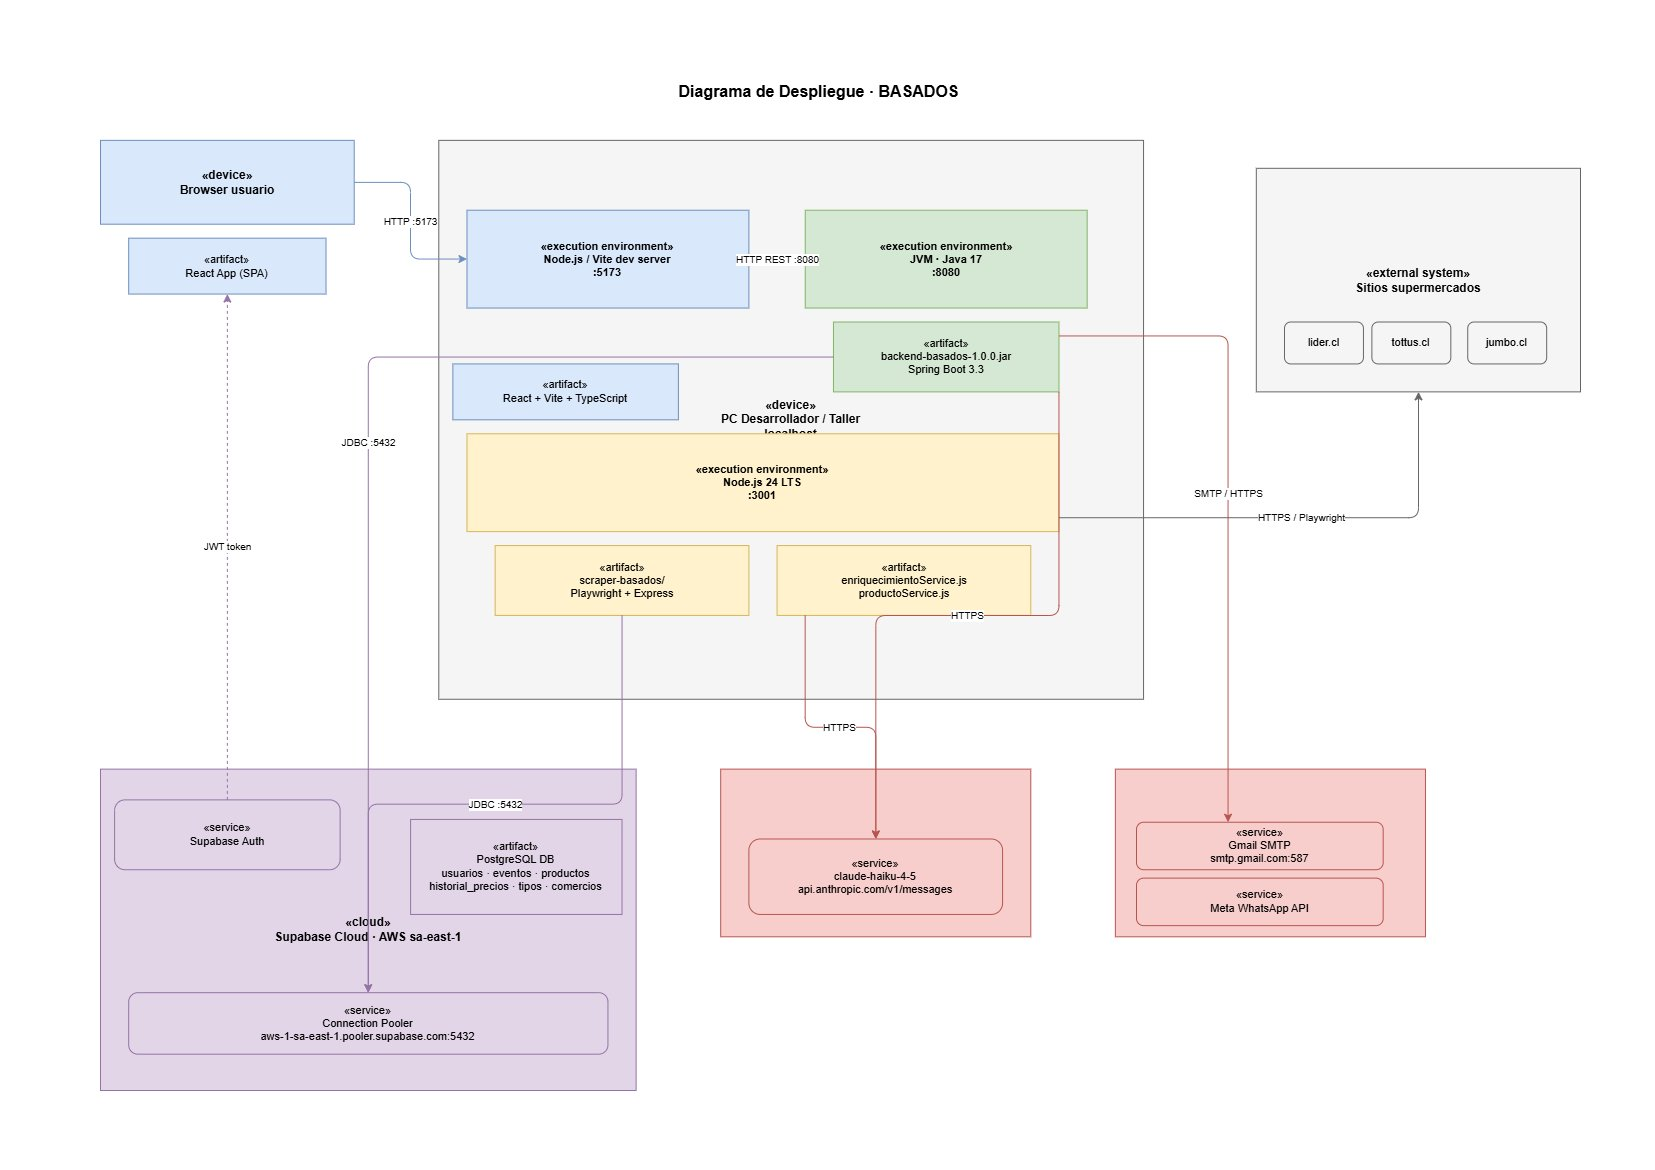 Diagrama de Despliegue · BASADOS
«device»
Browser usuario
HTTP :5173
«artifact»
React App (SPA)
«execution environment»
Node.js / Vite dev server
:5173
HTTP REST :8080
«execution environment»
JVM · Java 17
:8080
«external system»
Sitios supermercados
lider.cl
tottus.cl
jumbo.cl
«artifact»
backend-basados-1.0.0.jar
Spring Boot 3.3
«artifact»
React + Vite + TypeScript
«device»
PC Desarrollador / Taller
localhost
JDBC :5432
«execution environment»
Node.js 24 LTS
:3001
SMTP / HTTPS
HTTPS / Playwright
JWT token
«artifact»
scraper-basados/
Playwright + Express
«artifact»
enriquecimientoService.js
productoService.js
HTTPS
HTTPS
JDBC :5432
«service»
Supabase Auth
«artifact»
PostgreSQL DB
usuarios · eventos · productos
historial_precios · tipos · comercios
«cloud»
Supabase Cloud · AWS sa-east-1
«service»
Connection Pooler
aws-1-sa-east-1.pooler.supabase.com:5432
«service»
claude-haiku-4-5
api.anthropic.com/v1/messages
«service»
Gmail SMTP
smtp.gmail.com:587
«service»
Meta WhatsApp API